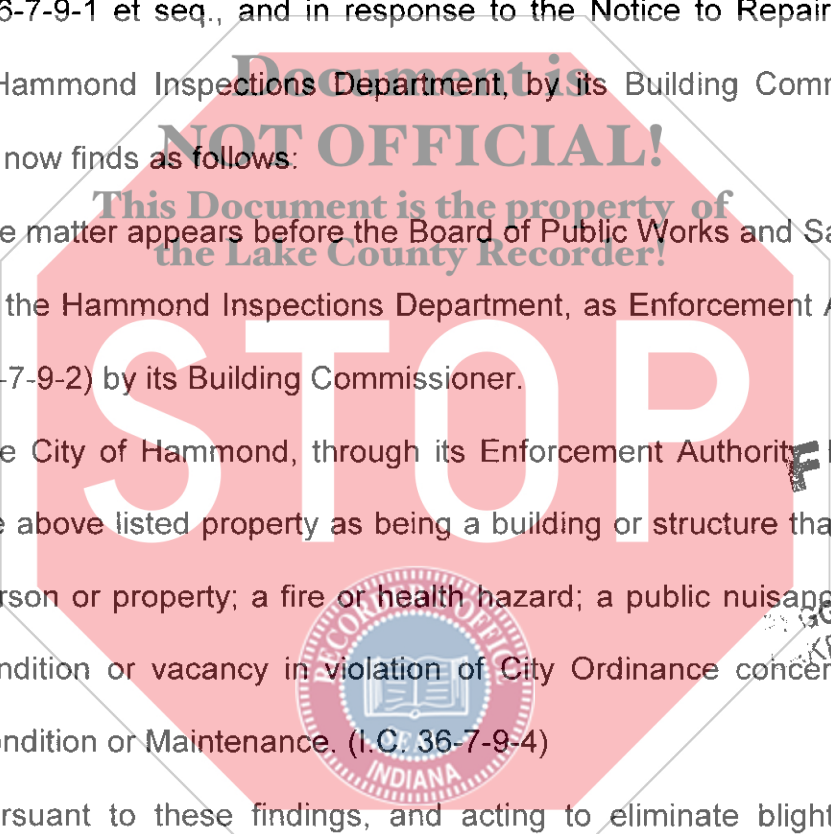 6-7-9-1 et seq., and in response to the Notice to Repair
Hammond Inspections Department, by its Building Comm
now finds as follows:
e matter appears before the Board of Public Works and Sa
the Hammond Inspections Department, as Enforcement A
-7-9-2) by its Building Commissioner.
e City of Hammond, through its Enforcement Authority
e above listed property as being a building or structure tha
rson or property; a fire or health hazard; a public nuisanc
ndition or vacancy in violation of City Ordinance concer
ondition or Maintenance. (I.C. 36-7-9-4)
rsuant to these findings, and acting to eliminate blight
Document is
NOT OFFICIAL!
This Document is the property of
the Lake County Recorder!
STOP
F
RECORDER OFFICE
SEAL
INDIANA